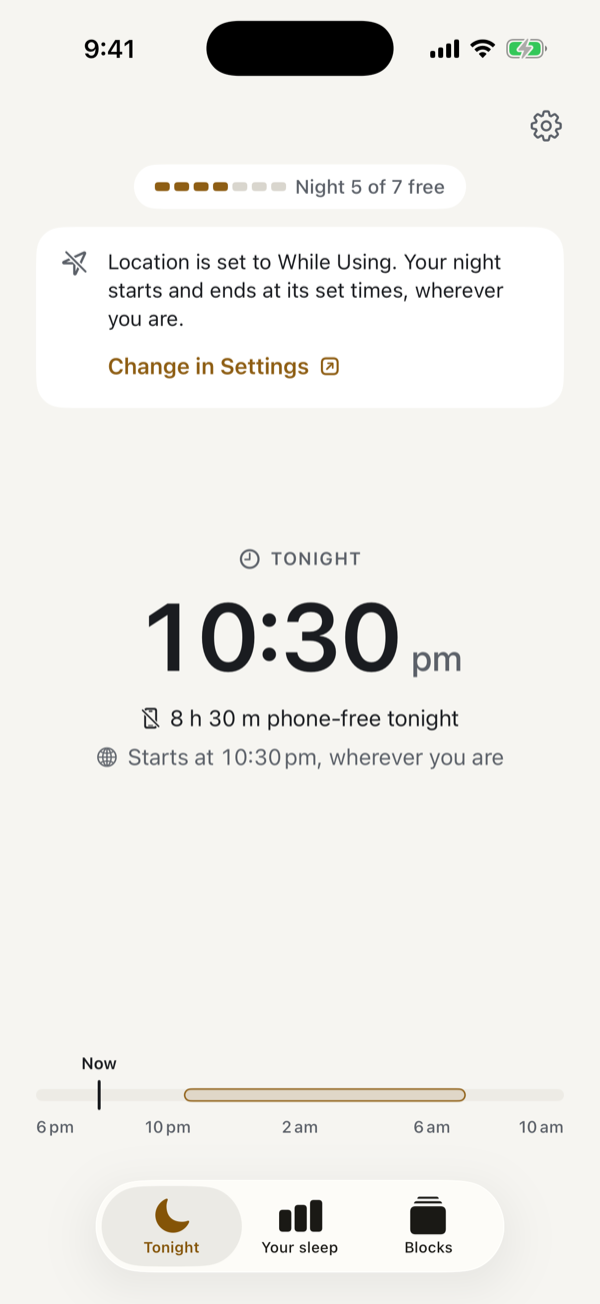 9:41
Night 5 of 7 free
Location is set to While Using. Your night
starts and ends at its set times, wherever
you are.
Change in Settings
TONIGHT
10:30 pm
8 h 30 m phone-free tonight
Starts at 10:30 pm, wherever you are
Now
6 pm 10 pm 2 am 6 am 10 am
Tonight Your sleep Blocks